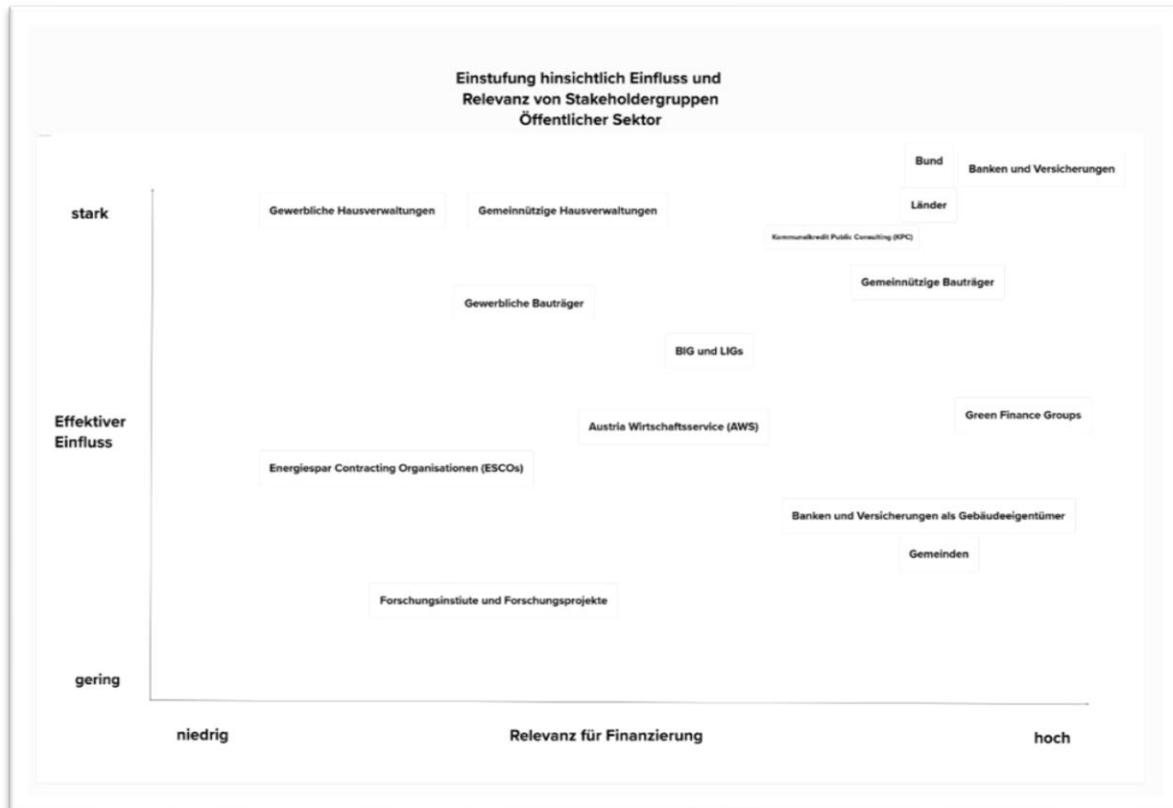 Einstufung hinsichtlich Einfluss und
Relevanz von Stakeholdergruppen
Öffentlicher Sektor
Bund
Banken und Versicherungen
stark
Gewerbliche Hausverwaltungen
Gemeinnützige Hausverwaltungen
Länder
Kommunalkredit Public Consulting (KPC)
Gemeinnützige Bauträger
Gewerbliche Bauträger
BIG und LIGs
Effektiver
Einfluss
Green Finance Groups
Austria Wirtschaftsservice (AWS)
Energiespar Contracting Organisationen (ESCOs)
Banken und Versicherungen als Gebäudeeigentümer
Gemeinden
Forschungsinstiute und Forschungsprojekte
gering
niedrig
Relevanz für Finanzierung
hoch